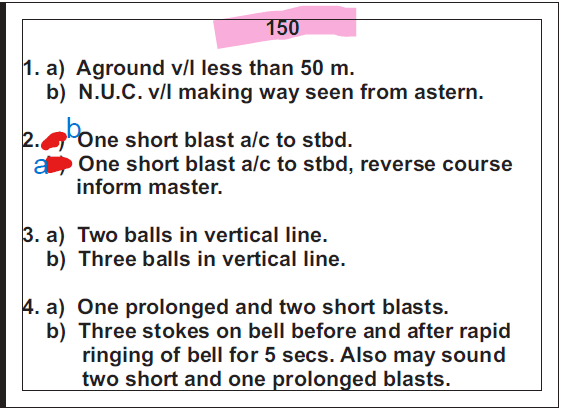 150
1. a) Aground v/l less than 50 m.
b) N.U.C. v/l making way seen from astern.
2. b) One short blast a/c to stbd.
a) One short blast a/c to stbd, reverse course
inform master.
3. a) Two balls in vertical line.
b) Three balls in vertical line.
4. a) One prolonged and two short blasts.
b) Three stokes on bell before and after rapid
ringing of bell for 5 secs. Also may sound
two short and one prolonged blasts.